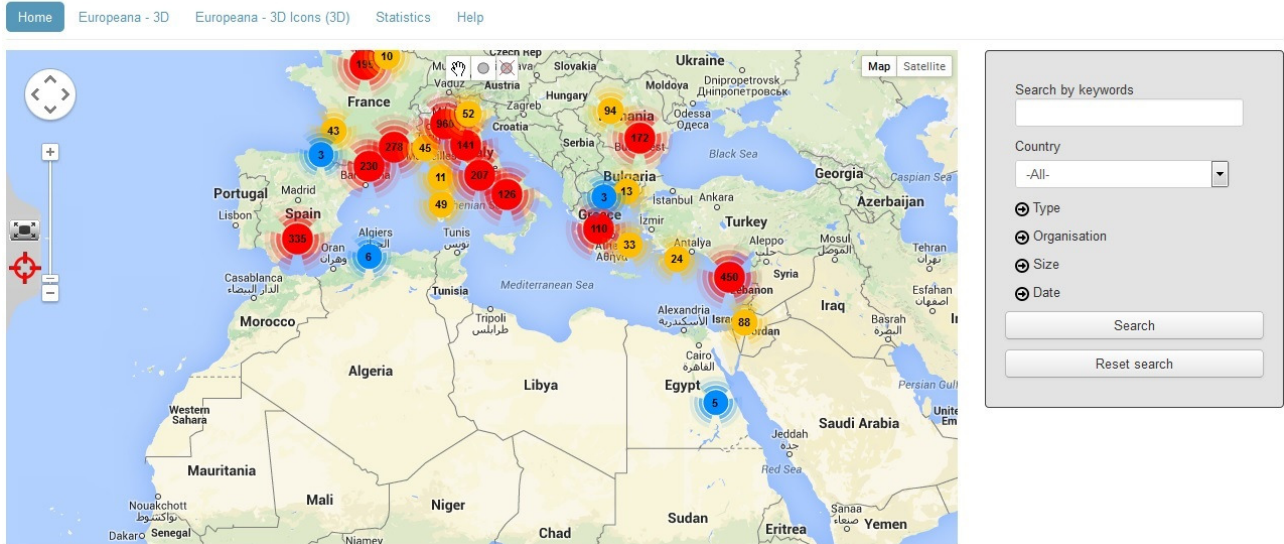 Home Europeana - 3D Europeana - 3D Icons (3D) Statistics Help
Map Satellite
Search by keywords
Country
-All-
Type
Organisation
Size
Date
Search
Reset search
Czech Rep
Slovakia
Ukraine
Vaduz
Austria
Dnipropetrovsk
Дніпропетровськ
Moldova
France
Hungary
Zagreb
Croatia
Odessa
Одеса
Serbia
Black Sea
Bulgaria
Georgia
Caspian Sea
Azerbaijan
Portugal
Madrid
Lisbon
Spain
Istanbul
Ankara
Greece
Izmir
Turkey
Αθήνα
Antalya
Aleppo
حلب
Mosul
الموصل
Tehran
تهران
Algiers
Oran
وهران
Tunis
تونس
Casablanca
الدار البيضاء
Tunisia
Mediterranean Sea
Syria
Lebanon
Esfahan
اصفهان
Iraq
Alexandria
الإسكندرية
Basrah
البصرة
Morocco
Tripoli
طرابلس
Cairo
القاهرة
Algeria
Libya
Egypt
Persian Gulf
Western
Sahara
Saudi Arabia
Jeddah
جدة
Red Sea
Mauritania
Mali
Niger
Nouakchott
نواكشوط
Sudan
Sanaa
صنعاء
Yemen
Eritrea
Chad
Dakar
Senegal
Niamey
195
10
43
3
230
278
45
960
52
141
11
49
207
126
94
172
3
13
110
33
24
335
6
450
88
5